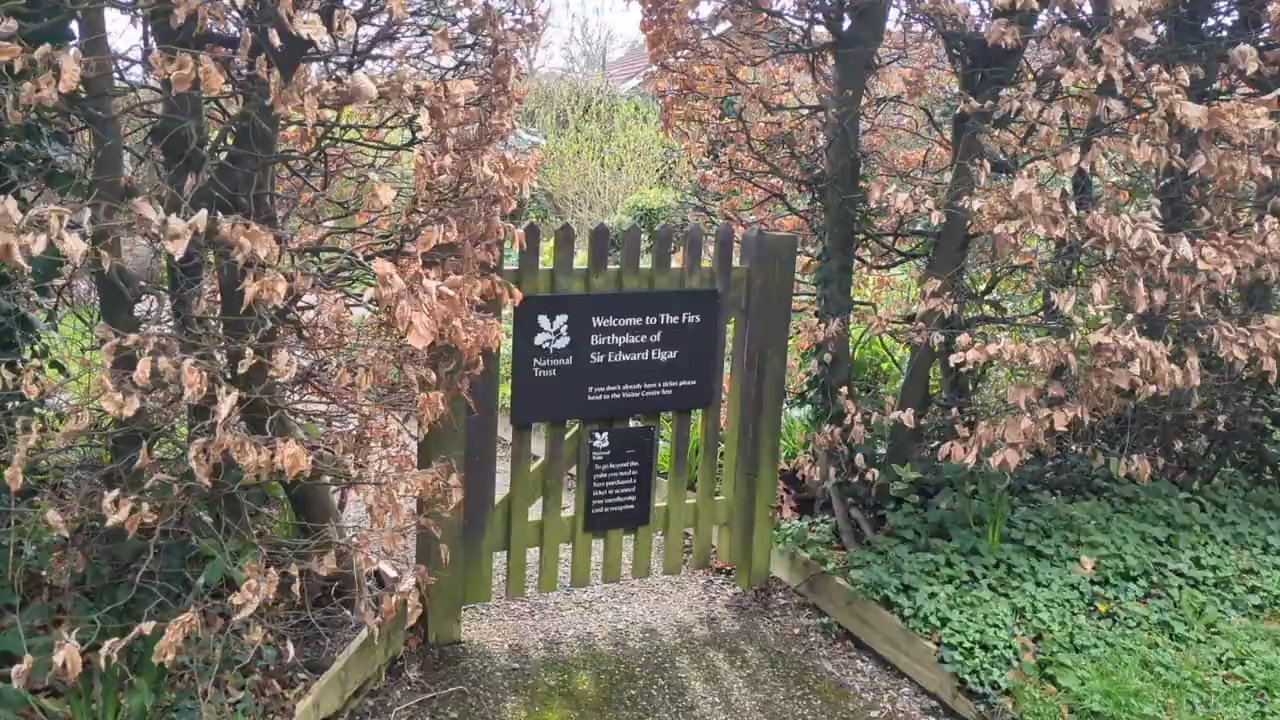 National
Trust
Welcome to The Firs
Birthplace of
Sir Edward Elgar
If you don't already have a ticket please
head to the Visitor Centre first
National
Trust
To go beyond this
point you need to
have purchased a
ticket or scanned
your membership
card at reception